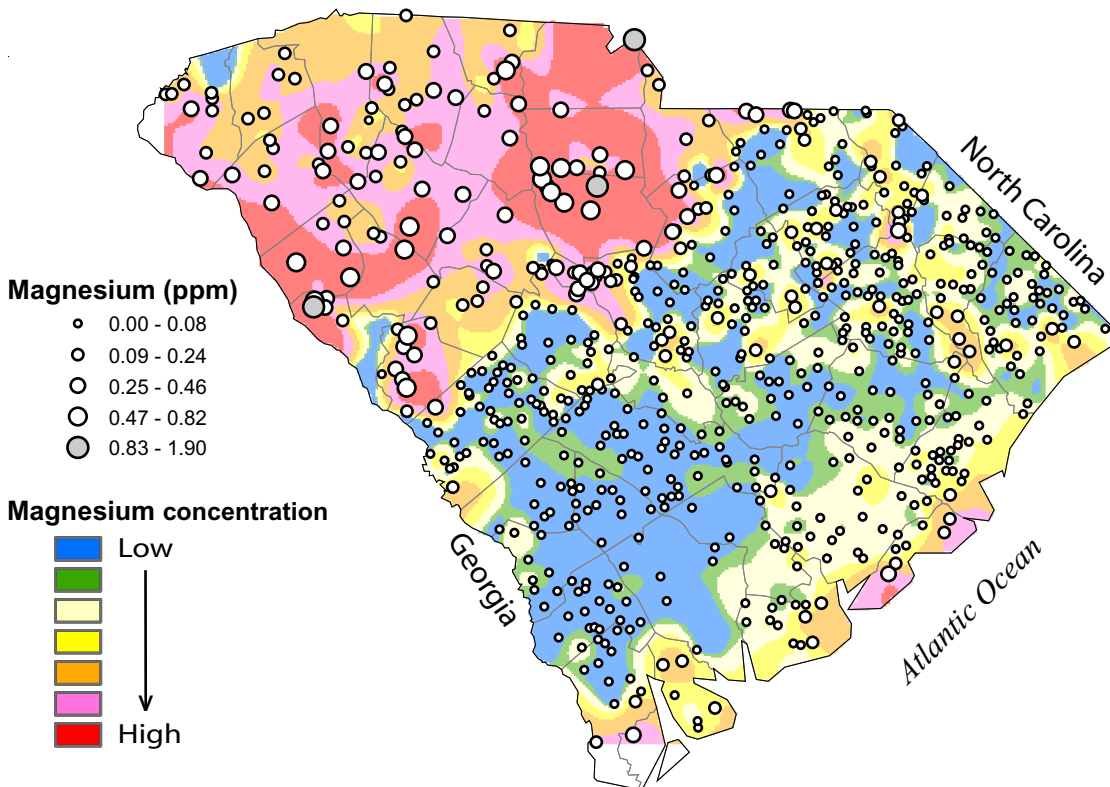 North Carolina
Magnesium (ppm)
0.00 - 0.08
0.09 - 0.24
0.25 - 0.46
0.47 - 0.82
0.83 - 1.90
Magnesium concentration
Low
High
Georgia
Atlantic Ocean